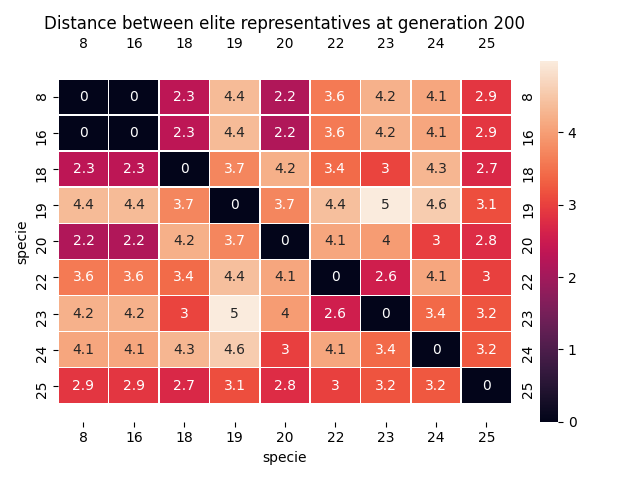 Distance between elite representatives at generation 200
8 16 18 19 20 22 23 24 25
8 0 0 2.3 4.4 2.2 3.6 4.2 4.1 2.9 8
16 0 0 2.3 4.4 2.2 3.6 4.2 4.1 2.9 16
18 2.3 2.3 0 3.7 4.2 3.4 3 4.3 2.7 18
19 4.4 4.4 3.7 0 3.7 4.4 5 4.6 3.1 19
20 2.2 2.2 4.2 3.7 0 4.1 4 3 2.8 20
22 3.6 3.6 3.4 4.4 4.1 0 2.6 4.1 3 22
23 4.2 4.2 3 5 4 2.6 0 3.4 3.2 23
24 4.1 4.1 4.3 4.6 3 4.1 3.4 0 3.2 24
25 2.9 2.9 2.7 3.1 2.8 3 3.2 3.2 0 25
8 16 18 19 20 22 23 24 25
specie
specie
4
3
2
1
0